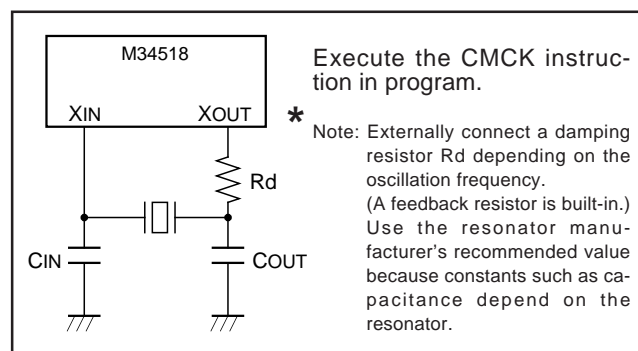 M34518
XIN
XOUT
Rd
CIN
COUT
Execute the CMCK instruc-
tion in program.
*
Note: Externally connect a damping
resistor Rd depending on the
oscillation frequency.
(A feedback resistor is built-in.)
Use the resonator manu-
facturer's recommended value
because constants such as ca-
pacitance depend on the
resonator.